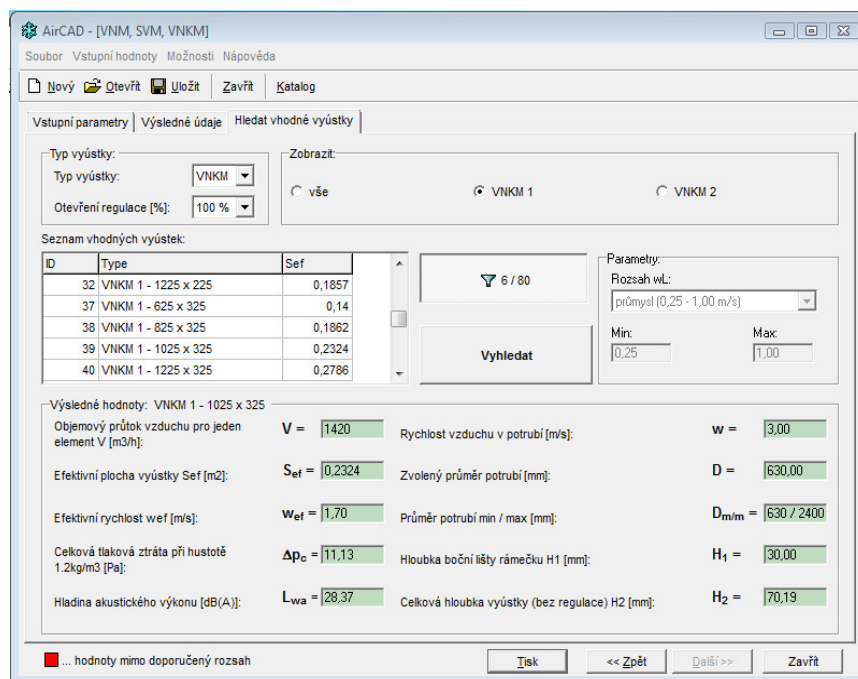 AirCAD - [VNM, SVM, VNKM]
Soubor Vstupní hodnoty Možnosti Nápověda
Nový Otevřít Uložit Zavřít Katalog
Vstupní parametry Výsledné údaje Hledat vhodné vyústky
Typ vyústky:
Typ vyústky: VNKM
Otevření regulace [%]: 100 %
Zobrazit:
vše VNKM 1 VNKM 2
Seznam vhodných vyústek:
ID Type Sef
32 VNKM 1 - 1225 x 225 0,1857
37 VNKM 1 - 625 x 325 0,14
38 VNKM 1 - 825 x 325 0,1862
39 VNKM 1 - 1025 x 325 0,2324
40 VNKM 1 - 1225 x 325 0,2786
6 / 80
Vyhledat
Parametry:
Rozsah wL:
průmysl (0,25 - 1,00 m/s)
Min: Max:
0,25 1,00
Výsledné hodnoty: VNKM 1 - 1025 x 325
Objemový průtok vzduchu pro jeden
element V [m3/h]:
V = 1420
Rychlost vzduchu v potrubí [m/s]: w = 3,00
Efektivní plocha vyústky Sef [m2]: Sef = 0,2324
Zvolený průměr potrubí [mm]: D = 630,00
Efektivní rychlost wef [m/s]: wef = 1,70
Průměr potrubí min / max [mm]: Dm/m = 630 / 2400
Celková tlaková ztráta při hustotě
1.2kg/m3 [Pa]:
Δpc = 11,13
Hloubka boční lišty rámečku H1 [mm]: H1 = 30,00
Hladina akustického výkonu [dB(A)]: Lwa = 28,37
Celková hloubka vyústky (bez regulace) H2 [mm]: H2 = 70,19
... hodnoty mimo doporučený rozsah
Tisk << Zpět Další >> Zavřít